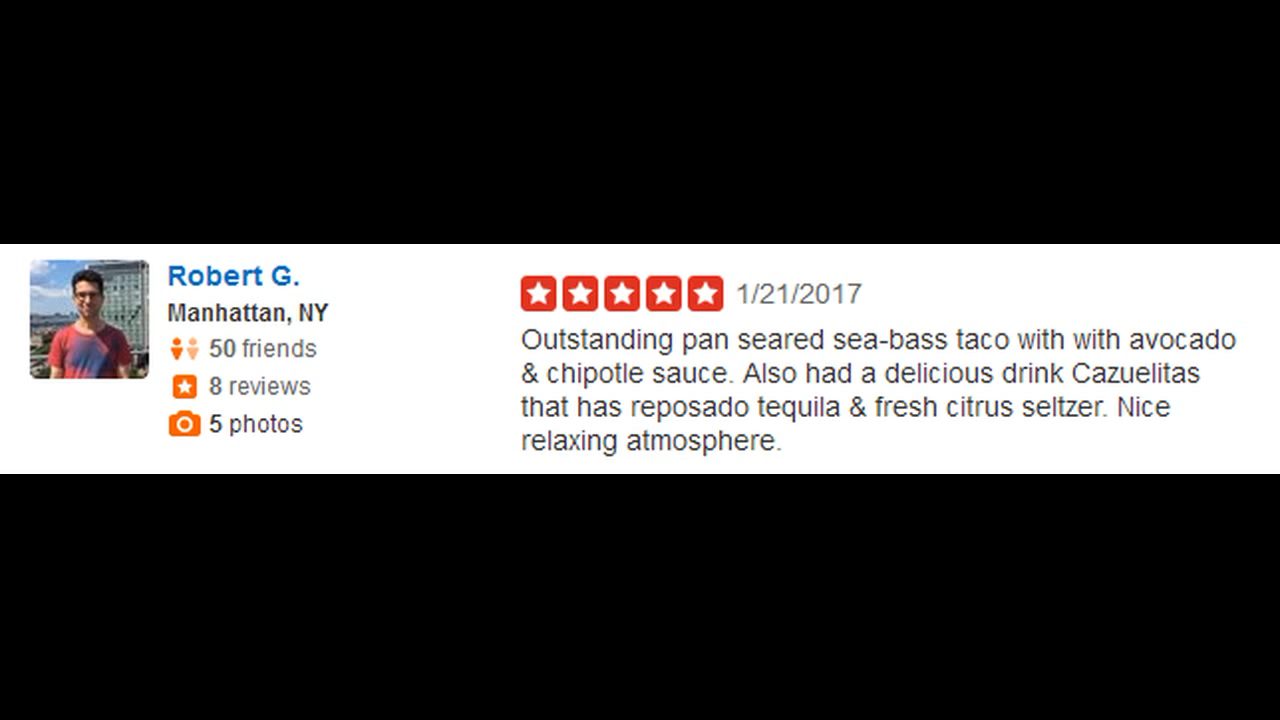 Robert G.
Manhattan, NY
50 friends
8 reviews
5 photos
1/21/2017
Outstanding pan seared sea-bass taco with with avocado
& chipotle sauce. Also had a delicious drink Cazuelitas
that has reposado tequila & fresh citrus seltzer. Nice
relaxing atmosphere.